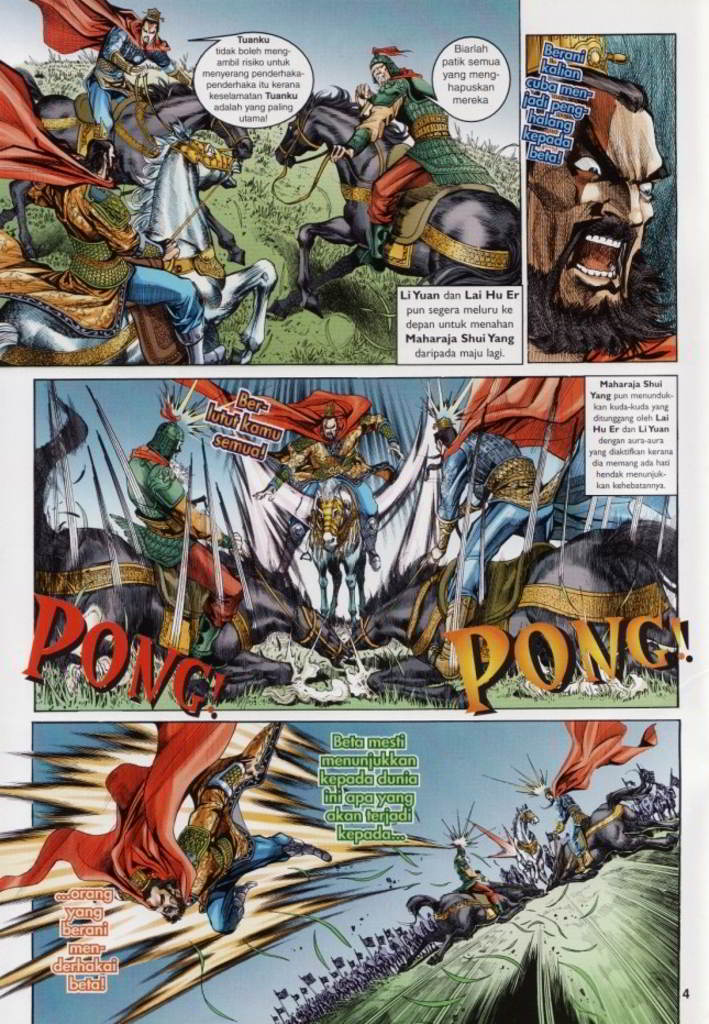 Tuanku
tidak boleh meng-
ambil risiko untuk
menyerang penderhaka-
penderhaka itu kerana
keselamatan Tuanku
adalah yang paling
utama!
Biarlah
patik semua
yang meng-
hapuskan
mereka
Li Yuan dan Lai Hu Er
pun segera meluru ke
depan untuk menahan
Maharaja Shui Yang
daripada maju lagi.
Berani
kalian
cuba men-
jadi peng-
halang
kepada
beta!
Ber-
lutut kamu
semua!
Maharaja Shui
Yang pun menunduk-
kan kuda-kuda yang
ditunggang oleh Lai
Hu Er dan Li Yuan
dengan aura-aura
yang diaktifkan kerana
dia memang ada hati
hendak menunjuk-
kan kehebatannya.
PONG!
PONG!
Beta mesti
menunjukkan
kepada dunia
ini apa yang
akan terjadi
kepada...
...orang
yang
berani
men-
derhakai
beta!
4